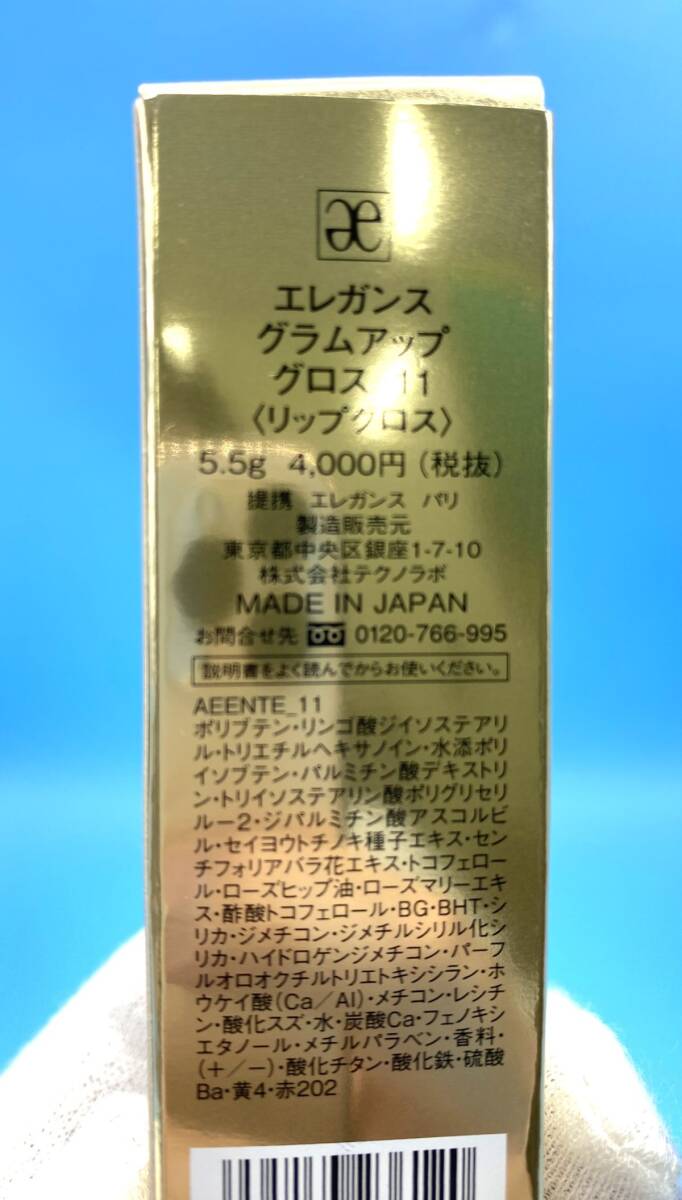 æ
エレガンス
グラムアップ
グロス 11
〈リップグロス〉
5.5g 4,000円（税抜）
提携 エレガンス パリ
製造販売元
東京都中央区銀座1-7-10
株式会社テクノラボ
MADE IN JAPAN
お問合せ先 0120-766-995
説明書をよく読んでからお使いください。
AEENTE_11
ポリブテン・リンゴ酸ジイソステアリ
ル・トリエチルヘキサノイン・水添ポリ
イソブテン・パルミチン酸デキストリ
ン・トリイソステアリン酸ポリグリセリ
ル－2・ジパルミチン酸アスコルビ
ル・セイヨウトチノキ種子エキス・セン
チフォリアバラ花エキス・トコフェロー
ル・ローズヒップ油・ローズマリーエキ
ス・酢酸トコフェロール・BG・BHT・シ
リカ・ジメチコン・ジメチルシリル化シ
リカ・ハイドロゲンジメチコン・パーフ
ルオロオクチルトリエトキシシラン・ホ
ウケイ酸（Ca／Al）・メチコン・レシチ
ン・酸化スズ・水・炭酸Ca・フェノキシ
エタノール・メチルパラベン・香料・
（＋／－）・酸化チタン・酸化鉄・硫酸
Ba・黄4・赤202